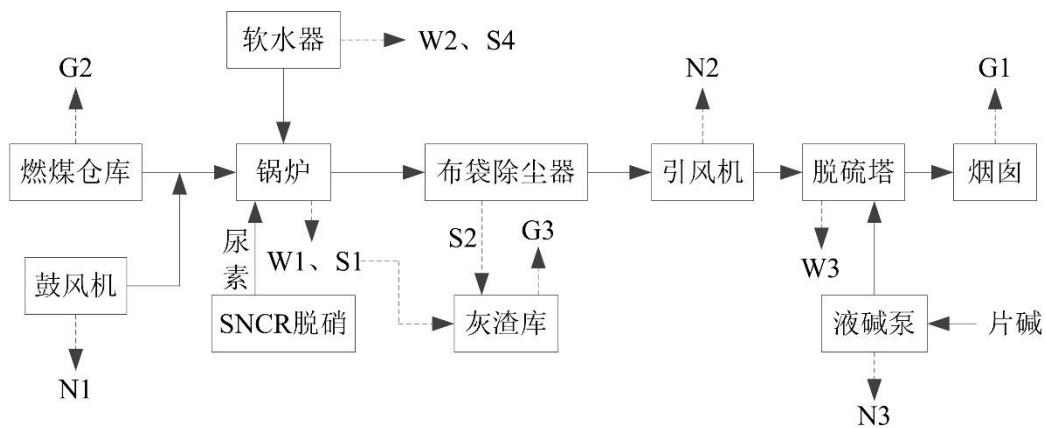 软水器
W2、S4
G2
N2
G1
燃煤仓库
锅炉
布袋除尘器
引风机
脱硫塔
烟囱
尿素
W1、S1
S2
G3
W3
鼓风机
SNCR脱硝
灰渣库
液碱泵
片碱
N1
N3